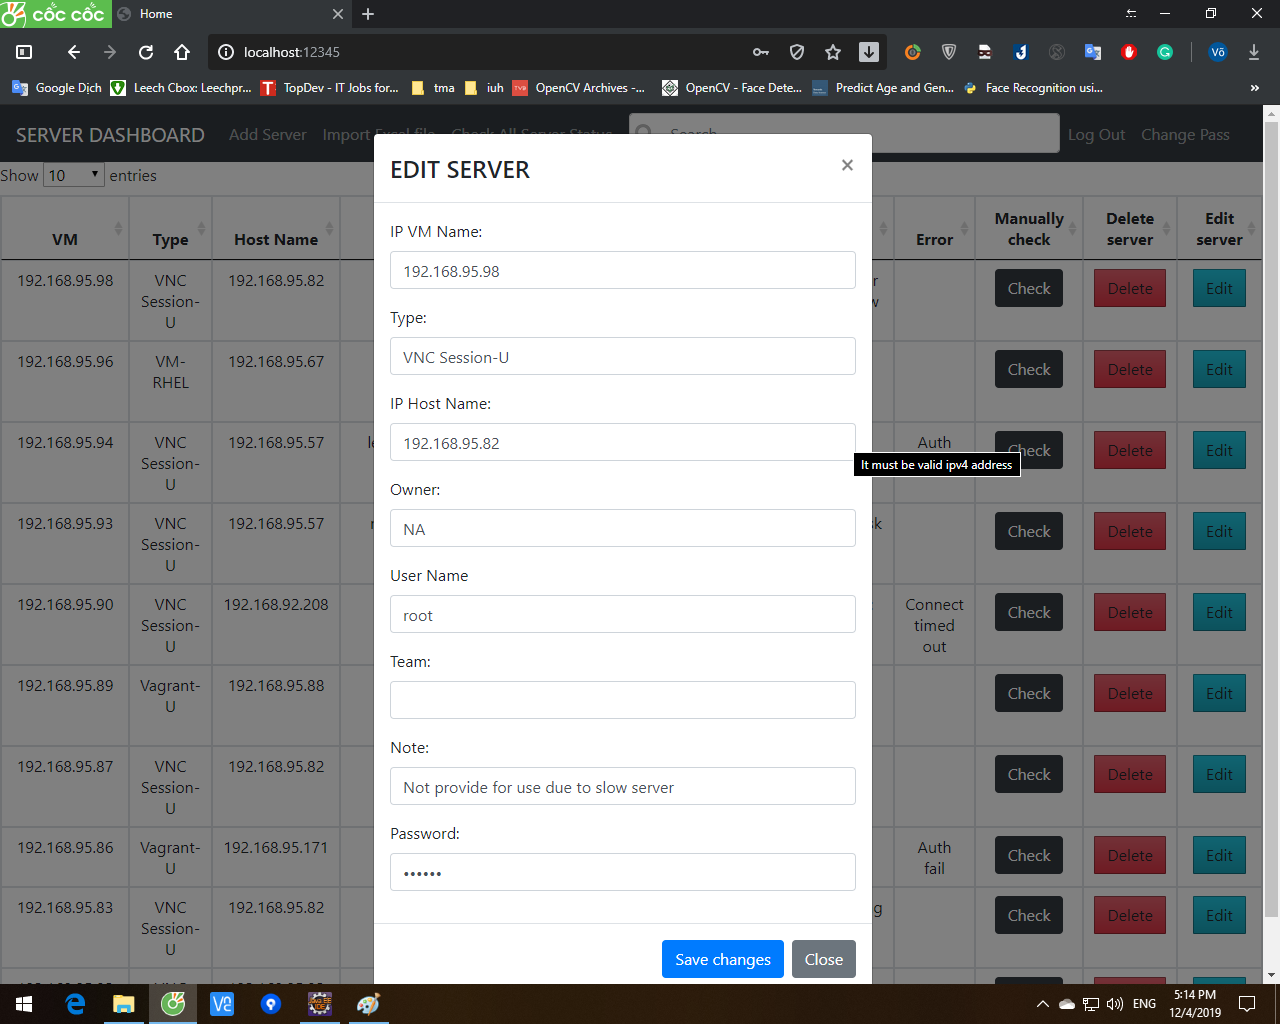 cốc cốc
Home
localhost:12345
Võ
Google Dịch
Leech Cbox: Leechpr...
TopDev - IT Jobs for...
tma
iuh
OpenCV Archives -...
OpenCV - Face Dete...
Predict Age and Gen...
Face Recognition usi...
SERVER DASHBOARD
Add Server
Import Excel file
Check All Server Status
Search
Log Out
Change Pass
Show 10 entries
VM
Type
Host Name
Error
Manually check
Delete server
Edit server
192.168.95.98
VNC Session-U
192.168.95.82
Check
Delete
Edit
192.168.95.96
VM-RHEL
192.168.95.67
Check
Delete
Edit
192.168.95.94
VNC Session-U
192.168.95.57
Auth
Check
Delete
Edit
192.168.95.93
VNC Session-U
192.168.95.57
Check
Delete
Edit
192.168.95.90
VNC Session-U
192.168.92.208
Connect timed out
Check
Delete
Edit
192.168.95.89
Vagrant-U
192.168.95.88
Check
Delete
Edit
192.168.95.87
VNC Session-U
192.168.95.82
Check
Delete
Edit
192.168.95.86
Vagrant-U
192.168.95.171
Auth fail
Check
Delete
Edit
192.168.95.83
VNC Session-U
192.168.95.82
Check
Delete
Edit
EDIT SERVER
×
IP VM Name:
192.168.95.98
Type:
VNC Session-U
IP Host Name:
192.168.95.82
It must be valid ipv4 address
Owner:
NA
User Name
root
Team:
Note:
Not provide for use due to slow server
Password:
••••••
Save changes
Close
ENG
5:14 PM
12/4/2019